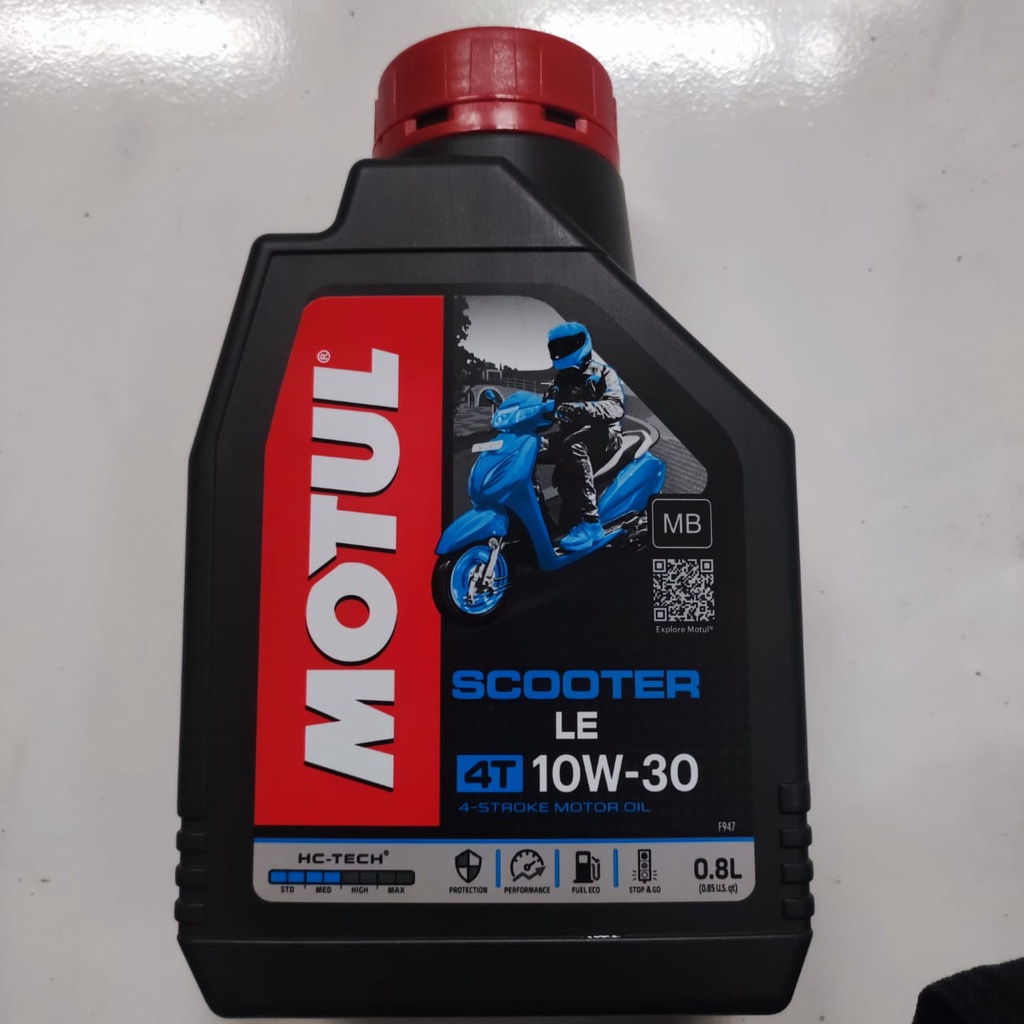 MOTUL®
MB
Explore Motul®
SCOOTER
LE
4T 10W-30
4-STROKE MOTOR OIL
F947
HC-TECH®
STD MED HIGH MAX
PROTECTION
PERFORMANCE
FUEL ECO
STOP & GO
0.8L
(0.85 U.S. qt)